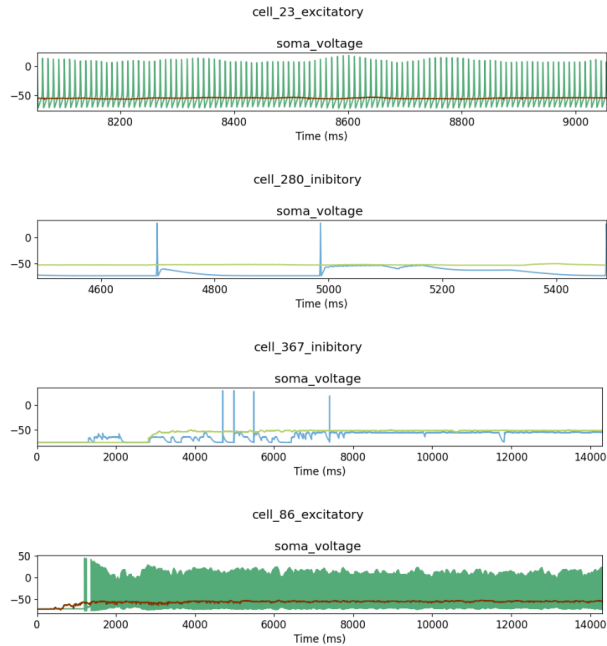 cell_23_excitatory
soma_voltage
0
−50
8200 8400 8600 8800 9000
Time (ms)
cell_280_inibitory
soma_voltage
0
−50
4600 4800 5000 5200 5400
Time (ms)
cell_367_inibitory
soma_voltage
0
−50
0 2000 4000 6000 8000 10000 12000 14000
Time (ms)
cell_86_excitatory
soma_voltage
50
0
−50
0 2000 4000 6000 8000 10000 12000 14000
Time (ms)